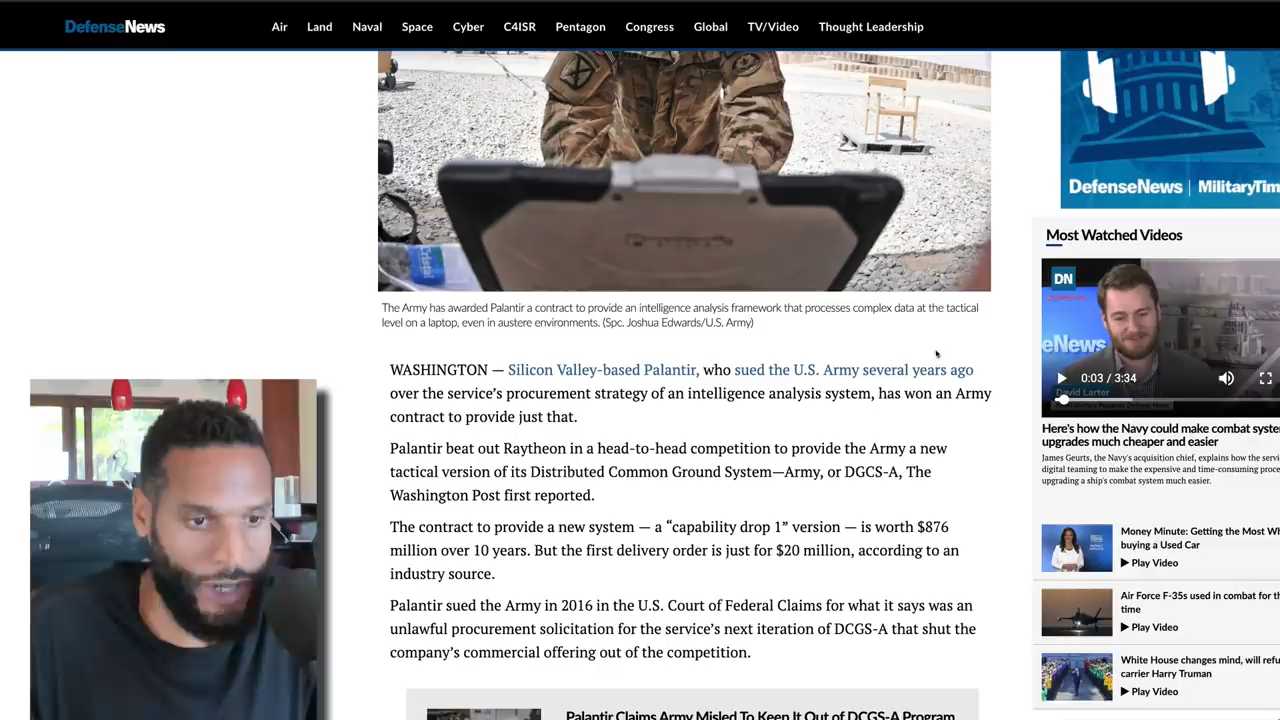 DefenseNews
Air Land Naval Space Cyber C4ISR Pentagon Congress Global TV/Video Thought Leadership
Cristal
DefenseNews | MilitaryTim
The Army has awarded Palantir a contract to provide an intelligence analysis framework that processes complex data at the tactical
level on a laptop, even in austere environments. (Spc. Joshua Edwards/U.S. Army)
WASHINGTON — Silicon Valley-based Palantir, who sued the U.S. Army several years ago
over the service's procurement strategy of an intelligence analysis system, has won an Army
contract to provide just that.
Palantir beat out Raytheon in a head-to-head competition to provide the Army a new
tactical version of its Distributed Common Ground System—Army, or DGCS-A, The
Washington Post first reported.
The contract to provide a new system — a “capability drop 1” version — is worth $876
million over 10 years. But the first delivery order is just for $20 million, according to an
industry source.
Palantir sued the Army in 2016 in the U.S. Court of Federal Claims for what it says was an
unlawful procurement solicitation for the service's next iteration of DCGS-A that shut the
company's commercial offering out of the competition.
Palantir Claims Army Misled To Keep It Out of DCGS-A Program
Most Watched Videos
DN
eNews
0:03 / 3:34
David Larter
Here's how the Navy could make combat syste
upgrades much cheaper and easier
James Geurts, the Navy's acquisition chief, explains how the servi
digital teaming to make the expensive and time-consuming proce
upgrading a ship's combat system much easier.
Money Minute: Getting the Most Wh
buying a Used Car
Play Video
Air Force F-35s used in combat for th
time
Play Video
White House changes mind, will refu
carrier Harry Truman
Play Video